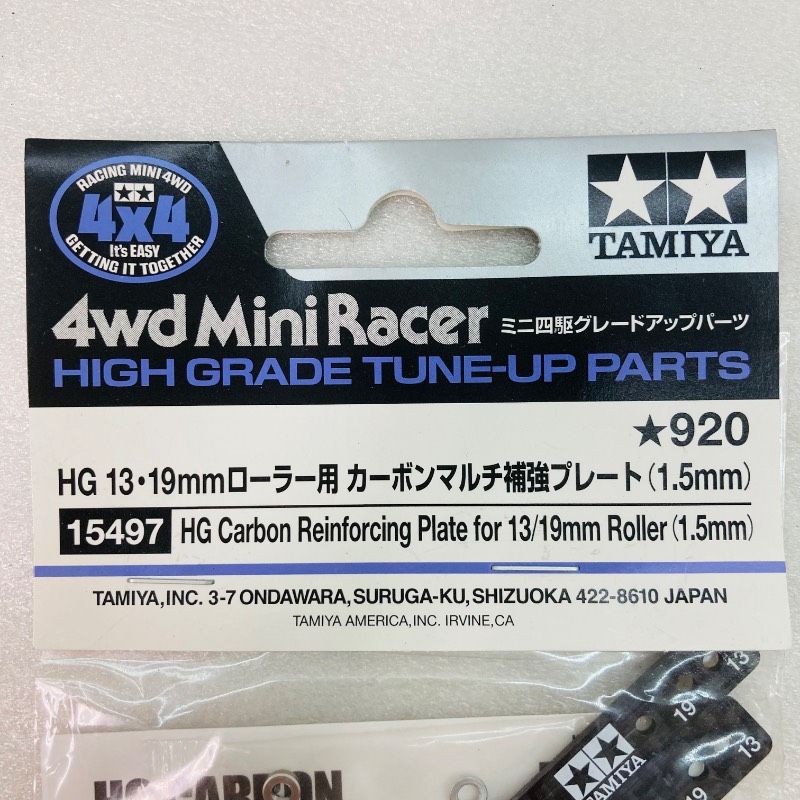 RACING MINI 4WD
4x4
It's EASY
GETTING IT TOGETHER
TAMIYA
4wd Mini Racer ミニ四駆グレードアップパーツ
HIGH GRADE TUNE-UP PARTS
★920
HG 13・19mmローラー用 カーボンマルチ補強プレート(1.5mm)
15497 HG Carbon Reinforcing Plate for 13/19mm Roller (1.5mm)
TAMIYA,INC. 3-7 ONDAWARA,SURUGA-KU,SHIZUOKA 422-8610 JAPAN
TAMIYA AMERICA,INC. IRVINE,CA
13
19
13
19
TAMIYA
HG CARBON